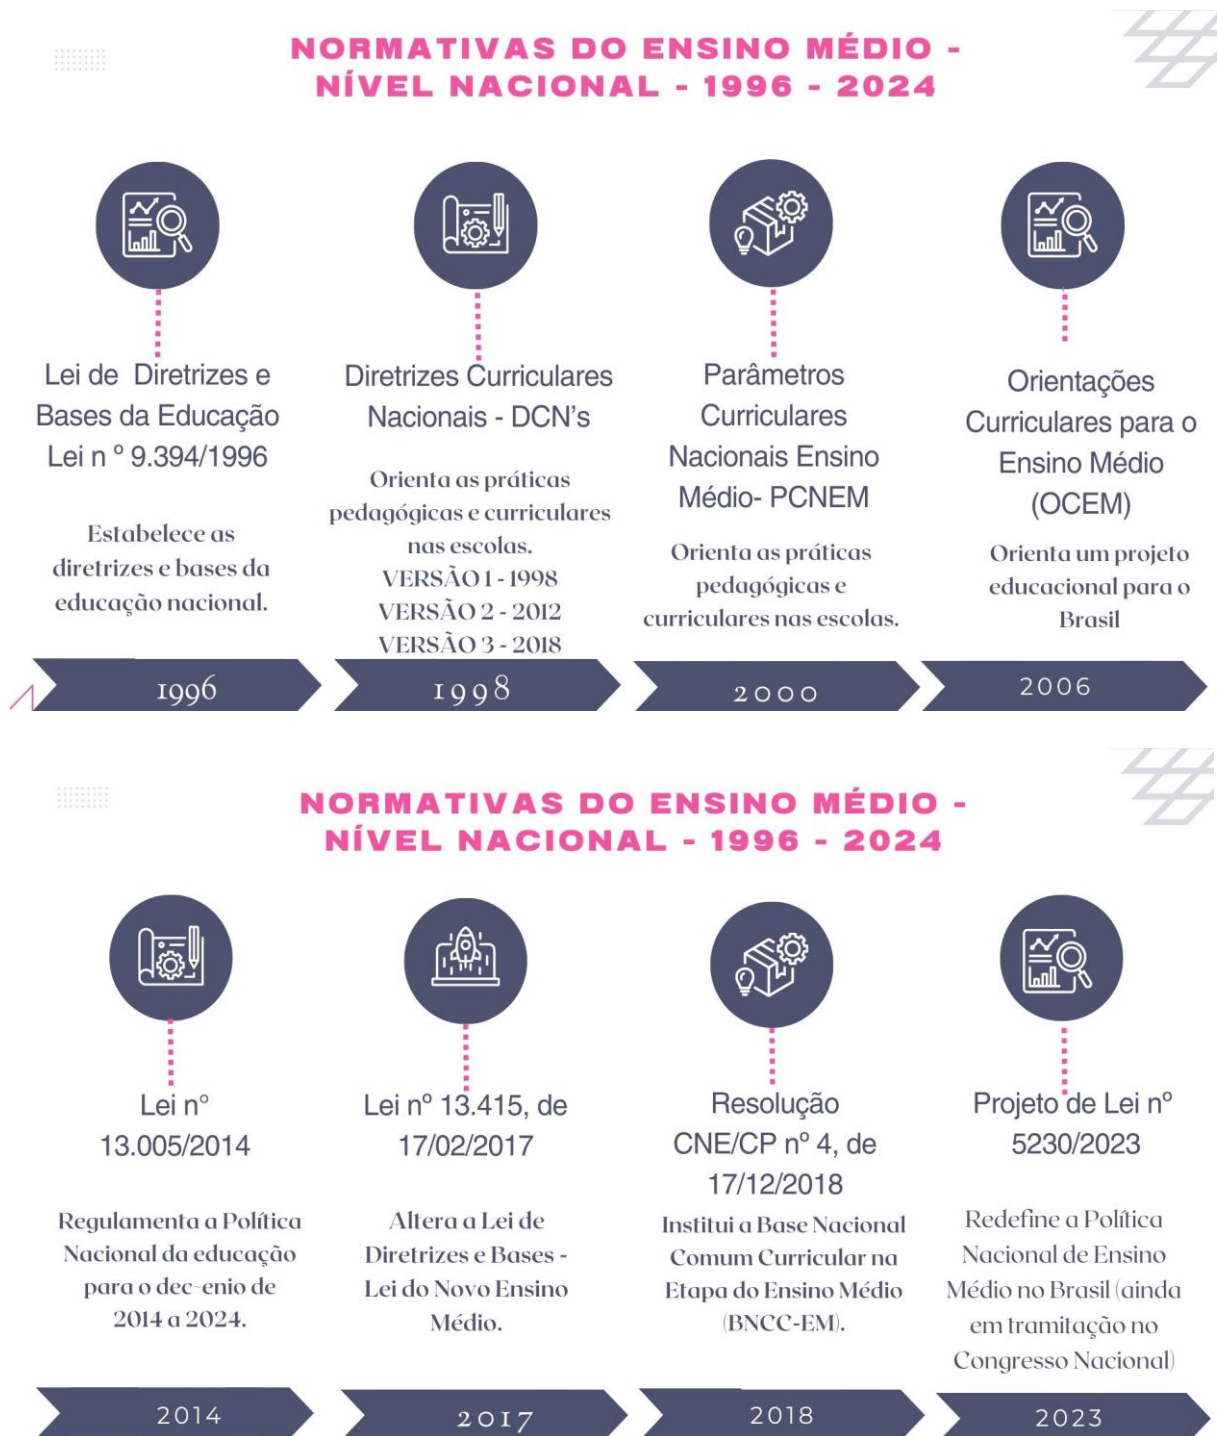 NORMATIVAS DO ENSINO MÉDIO -
NÍVEL NACIONAL - 1996 - 2024
Lei de Diretrizes e
Bases da Educação
Lei n º 9.394/1996
Estabelece as
diretrizes e bases da
educação nacional.
1996
Diretrizes Curriculares
Nacionais - DCN's
Orienta as práticas
pedagógicas e curriculares
nas escolas.
VERSÃO 1 - 1998
VERSÃO 2 - 2012
VERSÃO 3 - 2018
1998
Parâmetros
Curriculares
Nacionais Ensino
Médio- PCNEM
Orienta as práticas
pedagógicas e
curriculares nas escolas.
2000
Orientações
Curriculares para o
Ensino Médio
(OCEM)
Orienta um projeto
educacional para o
Brasil
2006
NORMATIVAS DO ENSINO MÉDIO -
NÍVEL NACIONAL - 1996 - 2024
Lei n°
13.005/2014
Regulamenta a Política
Nacional da educação
para o dec-enio de
2014 a 2024.
2014
Lei nº 13.415, de
17/02/2017
Altera a Lei de
Diretrizes e Bases -
Lei do Novo Ensino
Médio.
2017
Resolução
CNE/CP nº 4, de
17/12/2018
Institui a Base Nacional
Comum Curricular na
Etapa do Ensino Médio
(BNCC-EM).
2018
Projeto de Lei nº
5230/2023
Redefine a Política
Nacional de Ensino
Médio no Brasil (ainda
em tramitação no
Congresso Nacional)
2023